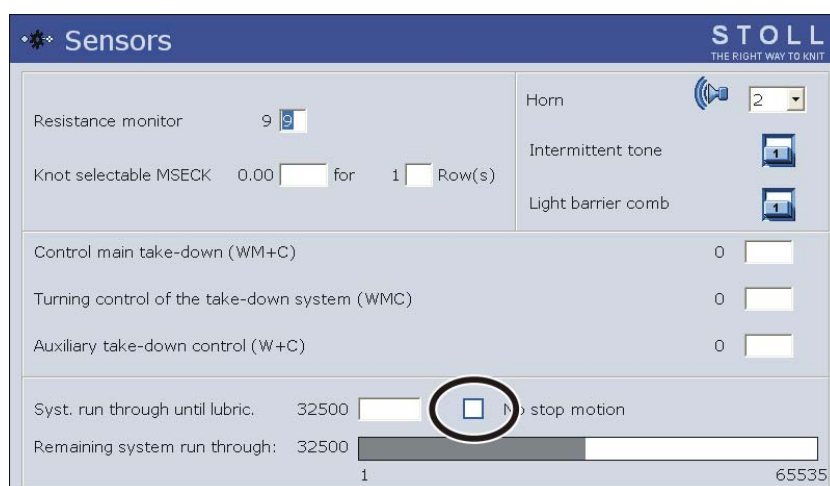 Sensors
STOLL
THE RIGHT WAY TO KNIT
Resistance monitor 9 9
Knot selectable MSECK 0.00 for 1 Row(s)
Horn 2
Intermittent tone 1
Light barrier comb 1
Control main take-down (WM+C) 0
Turning control of the take-down system (WMC) 0
Auxiliary take-down control (W+C) 0
Syst. run through until lubric. 32500 No stop motion
Remaining system run through: 32500
1 65535